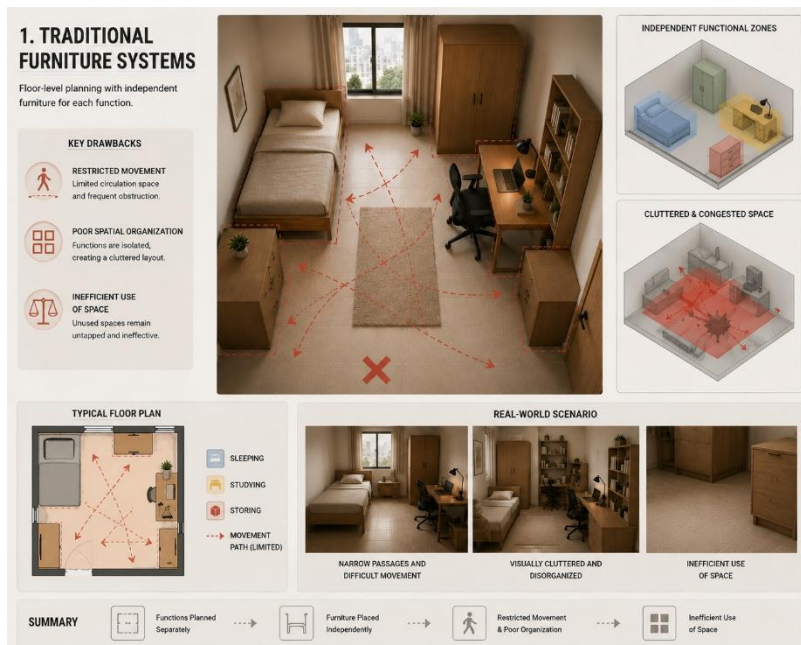 1. TRADITIONAL
FURNITURE SYSTEMS
Floor-level planning with independent
furniture for each function.
KEY DRAWBACKS
RESTRICTED MOVEMENT
Limited circulation space
and frequent obstruction.
POOR SPATIAL ORGANIZATION
Functions are isolated,
creating a cluttered layout.
INEFFICIENT USE
OF SPACE
Unused spaces remain
untapped and ineffective.
INDEPENDENT FUNCTIONAL ZONES
CLUTTERED & CONGESTED SPACE
TYPICAL FLOOR PLAN
SLEEPING
STUDYING
STORING
MOVEMENT
PATH (LIMITED)
REAL-WORLD SCENARIO
NARROW PASSAGES AND
DIFFICULT MOVEMENT
VISUALLY CLUTTERED AND
DISORGANIZED
INEFFICIENT USE
OF SPACE
SUMMARY
Functions Planned
Separately
Furniture Placed
Independently
Restricted Movement
& Poor Organization
Inefficient Use
of Space